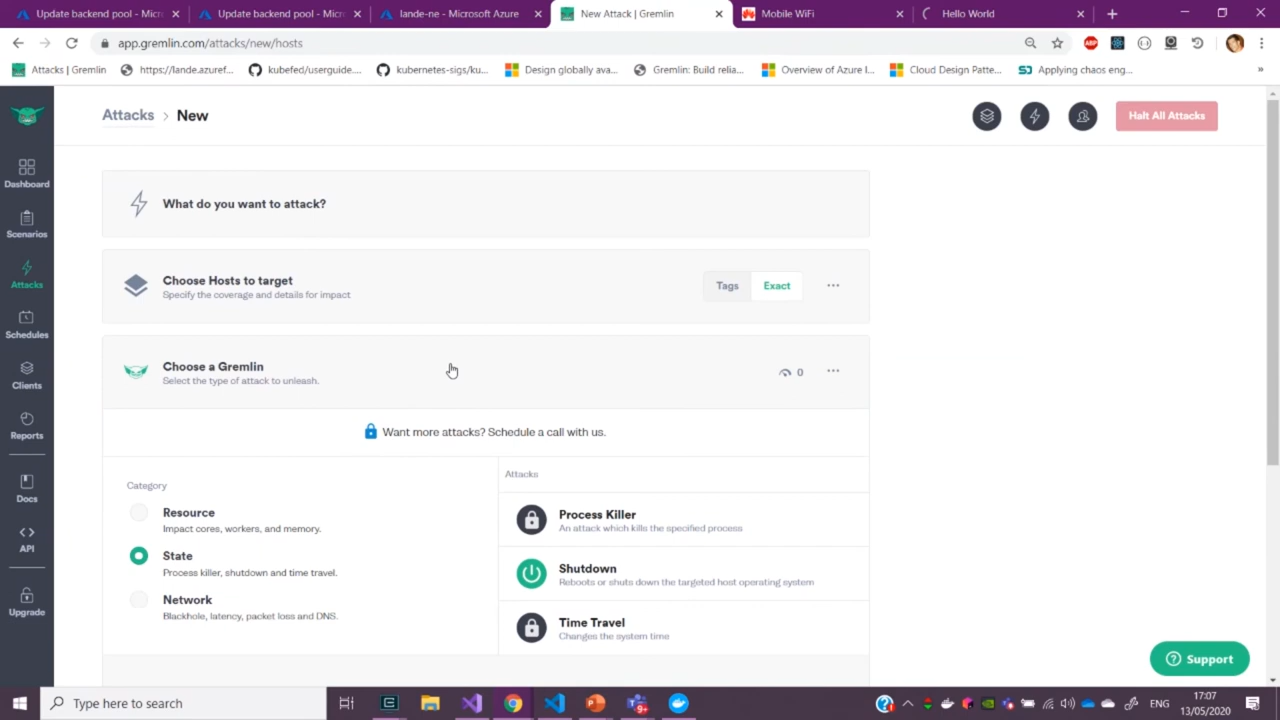 Update backend pool - Micr
Update backend pool - Micr
lande-ne - Microsoft Azure
New Attack | Gremlin
Mobile WiFi
Hello World
app.gremlin.com/attacks/new/hosts
ABP
Attacks | Gremlin
https://lande.azuref...
kubefed/userguide....
kubernetes-sigs/ku...
Design globally ava...
Gremlin: Build relia...
Overview of Azure I...
Cloud Design Patte...
Applying chaos eng...
»
Attacks > New
Halt All Attacks
Dashboard
Scenarios
Attacks
Schedules
Clients
Reports
Docs
API
Upgrade
What do you want to attack?
Choose Hosts to target
Specify the coverage and details for impact
Tags
Exact
Choose a Gremlin
Select the type of attack to unleash.
0
Want more attacks? Schedule a call with us.
Category
Resource
Impact cores, workers, and memory.
State
Process killer, shutdown and time travel.
Network
Blackhole, latency, packet loss and DNS.
Attacks
Process Killer
An attack which kills the specified process
Shutdown
Reboots or shuts down the targeted host operating system
Time Travel
Changes the system time
Support
Type here to search
ENG
17:07
13/05/2020